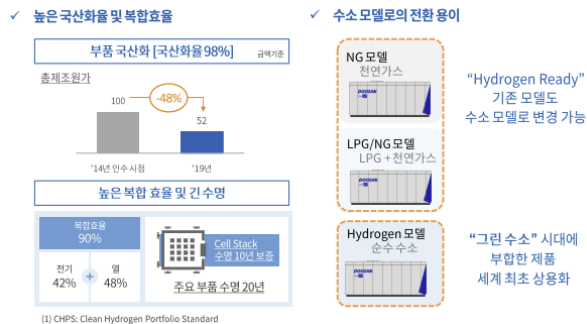 ✓ 높은 국산화율 및 복합효율
부품 국산화 [국산화율 98%]
금액기준
총제조원가
100
-48%
52
'14년 인수 시점
'19년
높은 복합 효율 및 긴 수명
복합효율
90%
전기
42%
+
열
48%
Cell Stack
수명 10년 보증
주요 부품 수명 20년
(1) CHPS: Clean Hydrogen Portfolio Standard
✓ 수소 모델로의 전환 용이
NG 모델
천연가스
DOOSAN
LPG/NG 모델
LPG + 천연가스
DOOSAN
Hydrogen 모델
순수 수소
DOOSAN
“Hydrogen Ready”
기존 모델도
수소 모델로 변경 가능
“그린 수소” 시대에
부합한 제품
세계 최초 상용화